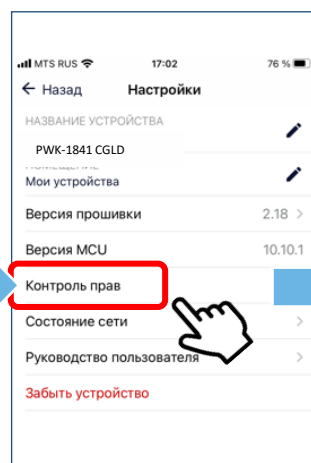 MTS RUS 17:02 76 %
Назад Настройки
НАЗВАНИЕ УСТРОЙСТВА
PWK-1841 CGLD
Мои устройства
Версия прошивки 2.18
Версия MCU 10.10.1
Контроль прав
Состояние сети
Руководство пользователя
Забыть устройство